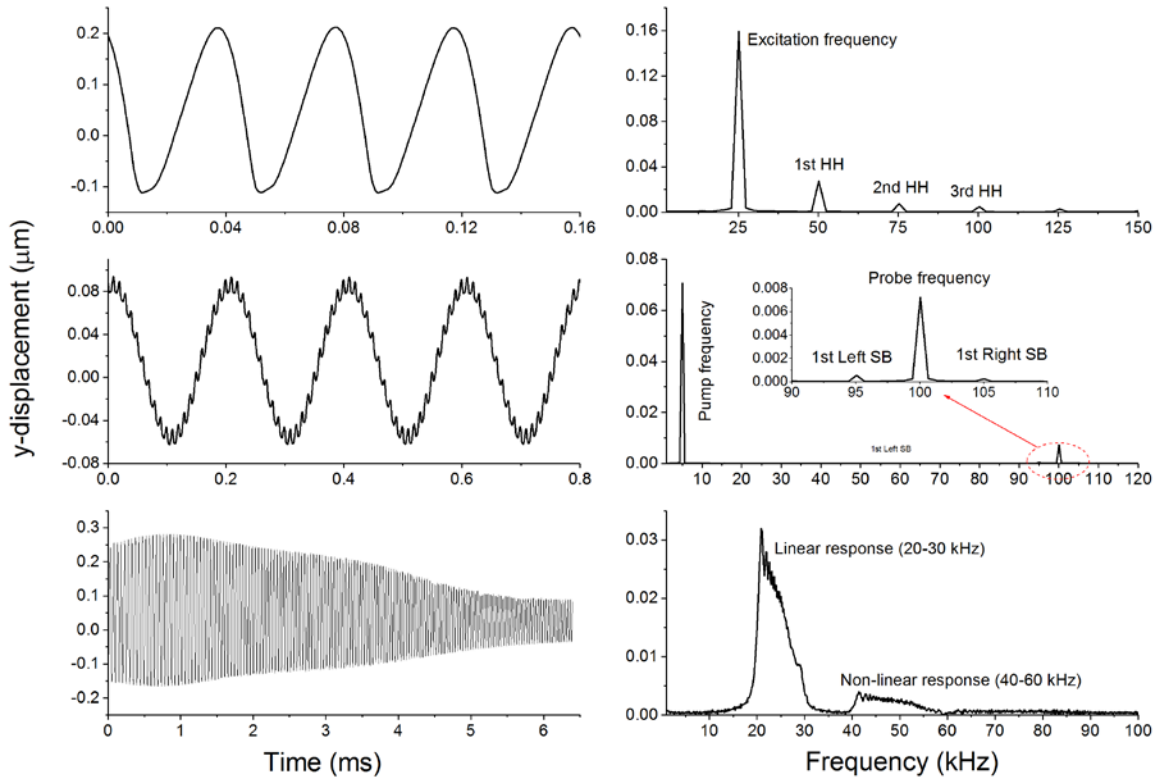 y-displacement (μm)
0.2
0.1
0.0
-0.1
0.00 0.04 0.08 0.12 0.16
0.16
0.12
0.08
0.04
0.00
Excitation frequency
1st HH
2nd HH
3rd HH
25 50 75 100 125 150
0.08
0.04
0.00
-0.04
-0.08
0.0 0.2 0.4 0.6 0.8
0.08
0.06
0.04
0.02
0.00
Pump frequency
Probe frequency
0.008
0.006
0.004
0.002
0.000
1st Left SB
1st Right SB
90 95 100 105 110
1st Left SB
10 20 30 40 50 60 70 80 90 100 110 120
0.3
0.2
0.1
0.0
-0.1
-0.2
0 1 2 3 4 5 6
Time (ms)
0.03
0.02
0.01
0.00
Linear response (20-30 kHz)
Non-linear response (40-60 kHz)
10 20 30 40 50 60 70 80 90 100
Frequency (kHz)